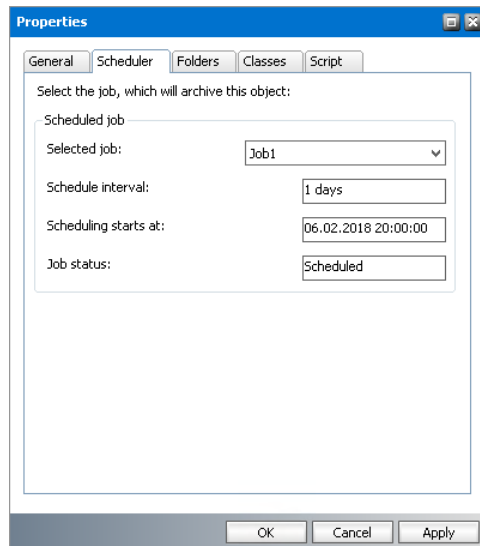 Properties
General Scheduler Folders Classes Script
Select the job, which will archive this object:
Scheduled job
Selected job: Job1
Schedule interval: 1 days
Scheduling starts at: 06.02.2018 20:00:00
Job status: Scheduled
OK Cancel Apply